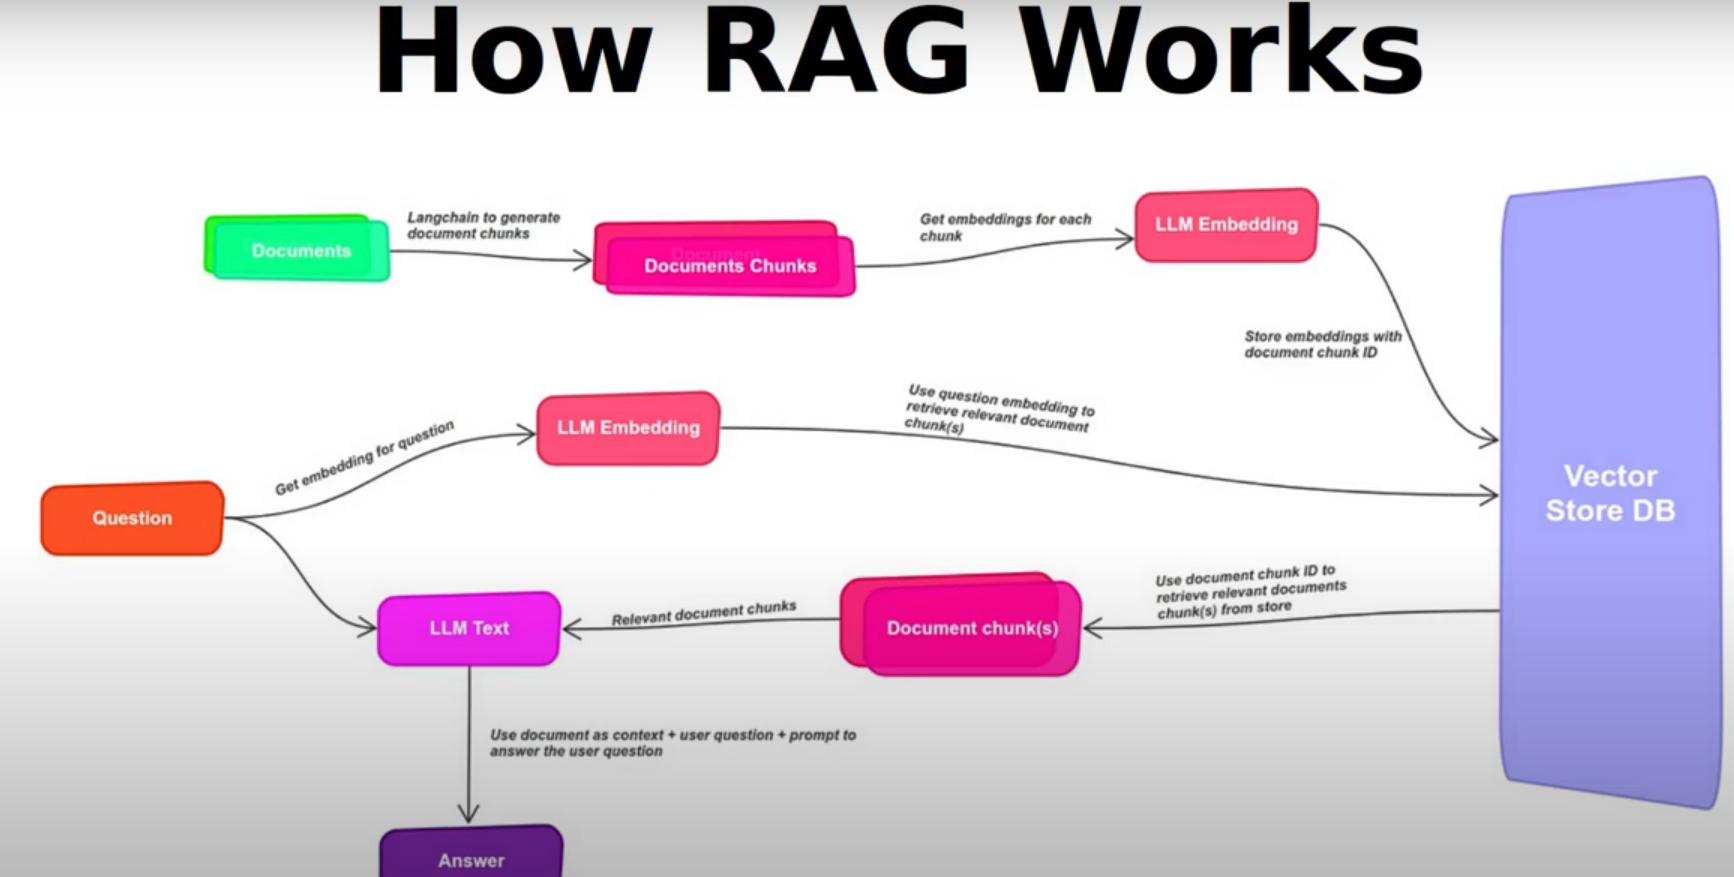 How RAG Works
Documents
Langchain to generate
document chunks
Document
Documents Chunks
Get embeddings for each
chunk
LLM Embedding
Store embeddings with
document chunk ID
Vector
Store DB
Question
Get embedding for question
LLM Embedding
Use question embedding to
retrieve relevant document
chunk(s)
LLM Text
Relevant document chunks
Document chunk(s)
Use document chunk ID to
retrieve relevant documents
chunk(s) from store
Use document as context + user question + prompt to
answer the user question
Answer